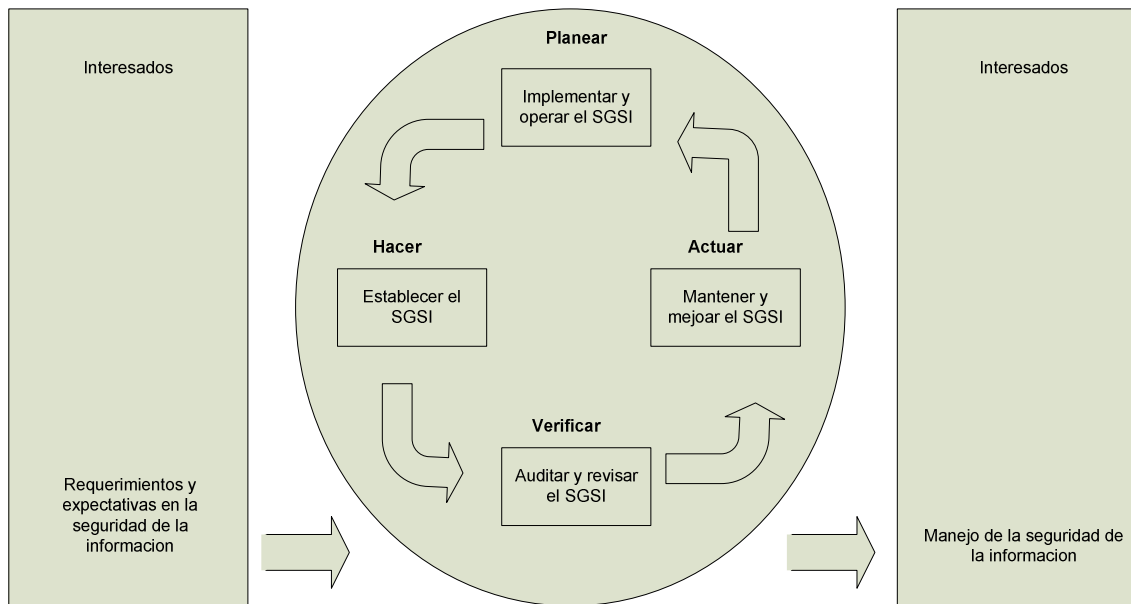 Interesados
Requerimientos y
expectativas en la
seguridad de la
informacion
Planear
Implementar y
operar el SGSI
Hacer
Establecer el
SGSI
Actuar
Mantener y
mejoar el SGSI
Verificar
Auditar y revisar
el SGSI
Interesados
Manejo de la seguridad de
la informacion